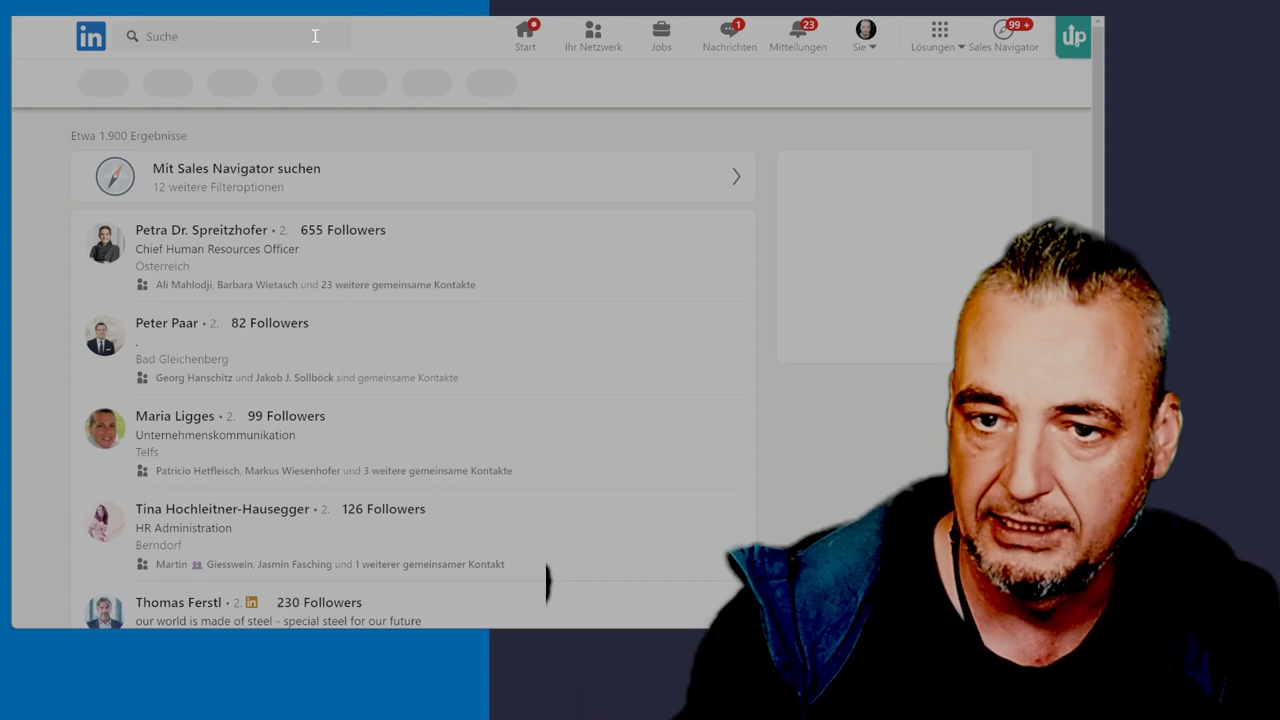 in
Suche
Start
Ihr Netzwerk
Jobs
1
Nachrichten
23
Mitteilungen
Sie
Lösungen
99 +
Sales Navigator
up
Etwa 1.900 Ergebnisse
Mit Sales Navigator suchen
12 weitere Filteroptionen
Petra Dr. Spreitzhofer • 2. 655 Followers
Chief Human Resources Officer
Österreich
Ali Mahlodji, Barbara Wietasch und 23 weitere gemeinsame Kontakte
Peter Paar • 2. 82 Followers
.
Bad Gleichenberg
Georg Hanschitz und Jakob J. Sollböck sind gemeinsame Kontakte
Maria Ligges • 2. 99 Followers
Unternehmenskommunikation
Telfs
Patricio Hetfleisch, Markus Wiesenhofer und 3 weitere gemeinsame Kontakte
Tina Hochleitner-Hausegger • 2. 126 Followers
HR Administration
Berndorf
Martin Giesswein, Jasmin Fasching und 1 weiterer gemeinsamer Kontakt
Thomas Ferstl • 2. in 230 Followers
our world is made of steel - special steel for our future